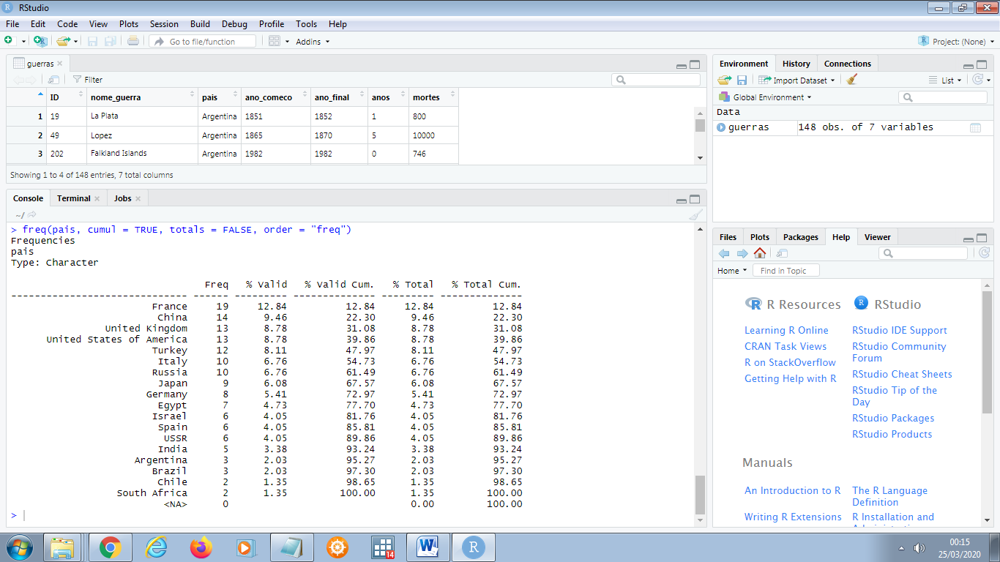 RStudio
File Edit Code View Plots Session Build Debug Profile Tools Help
Go to file/function Addins Project: (None)
guerras
Filter
ID nome_guerra pais ano_comeco ano_final anos mortes
1 19 La Plata Argentina 1851 1852 1 800
2 49 Lopez Argentina 1865 1870 5 10000
3 202 Falkland Islands Argentina 1982 1982 0 746
Showing 1 to 4 of 148 entries, 7 total columns
Console Terminal Jobs
~/
> freq(pais, cumul = TRUE, totals = FALSE, order = "freq")
Frequencies
pais
Type: Character
Freq % Valid % Valid Cum. % Total % Total Cum.
------------------------------ ------ --------- -------------- --------- --------------
France 19 12.84 12.84 12.84 12.84
China 14 9.46 22.30 9.46 22.30
United Kingdom 13 8.78 31.08 8.78 31.08
United States of America 13 8.78 39.86 8.78 39.86
Turkey 12 8.11 47.97 8.11 47.97
Italy 10 6.76 54.73 6.76 54.73
Russia 10 6.76 61.49 6.76 61.49
Japan 9 6.08 67.57 6.08 67.57
Germany 8 5.41 72.97 5.41 72.97
Egypt 7 4.73 77.70 4.73 77.70
Israel 6 4.05 81.76 4.05 81.76
Spain 6 4.05 85.81 4.05 85.81
USSR 6 4.05 89.86 4.05 89.86
India 5 3.38 93.24 3.38 93.24
Argentina 3 2.03 95.27 2.03 95.27
Brazil 3 2.03 97.30 2.03 97.30
Chile 2 1.35 98.65 1.35 98.65
South Africa 2 1.35 100.00 1.35 100.00
<NA> 0 0.00 100.00
>
Environment History Connections
Import Dataset List
Global Environment
Data
guerras 148 obs. of 7 variables
Files Plots Packages Help Viewer
Home Find in Topic
R Resources
Learning R Online
CRAN Task Views
R on StackOverflow
Getting Help with R
RStudio
RStudio IDE Support
RStudio Community
Forum
RStudio Cheat Sheets
RStudio Tip of the
Day
RStudio Packages
RStudio Products
Manuals
An Introduction to R
Writing R Extensions
The R Language
Definition
R Installation and
14
00:15
25/03/2020